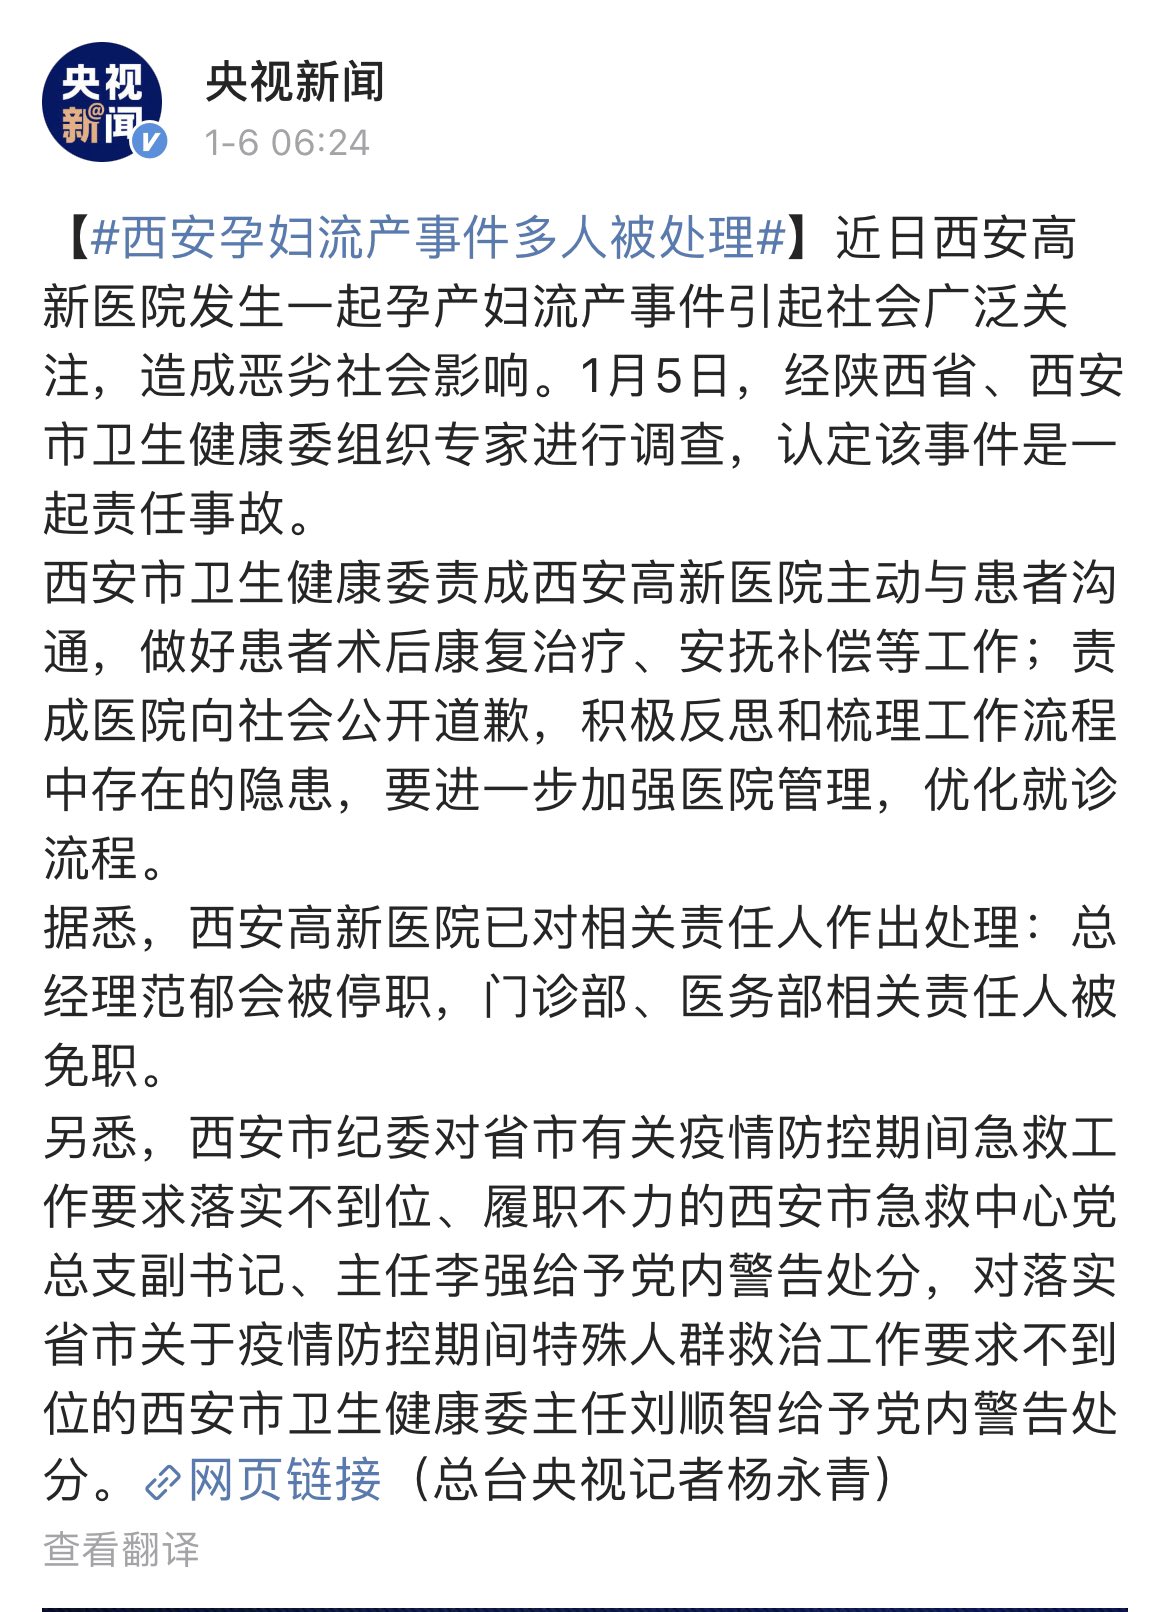 央视
新@闻
央视新闻
1-6 06:24
【#西安孕妇流产事件多人被处理#】近日西安高
新医院发生一起孕产妇流产事件引起社会广泛关
注，造成恶劣社会影响。1月5日，经陕西省、西安
市卫生健康委组织专家进行调查，认定该事件是一
起责任事故。
西安市卫生健康委责成西安高新医院主动与患者沟
通，做好患者术后康复治疗、安抚补偿等工作；责
成医院向社会公开道歉，积极反思和梳理工作流程
中存在的隐患，要进一步加强医院管理，优化就诊
流程。
据悉，西安高新医院已对相关责任人作出处理：总
经理范郁会被停职，门诊部、医务部相关责任人被
免职。
另悉，西安市纪委对省市有关疫情防控期间急救工
作要求落实不到位、履职不力的西安市急救中心党
总支副书记、主任李强给予党内警告处分，对落实
省市关于疫情防控期间特殊人群救治工作要求不到
位的西安市卫生健康委主任刘顺智给予党内警告处
分。网页链接（总台央视记者杨永青）
查看翻译